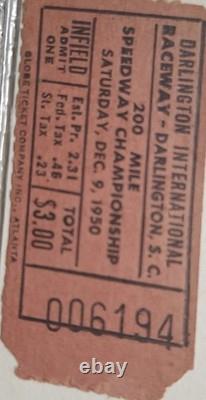 DARLINGTON INTERNATIONAL
RACEWAY - DARLINGTON, S. C.
200 MILE
SPEEDWAY CHAMPIONSHIP
SATURDAY, DEC. 9, 1950
INFIELD
ADMIT
ONE
Est. Pr. 2.31
Fed. Tax .46
St. Tax .23
TOTAL
$3.00
GLOBE TICKET COMPANY INC., ATLANTA
006194
ebay